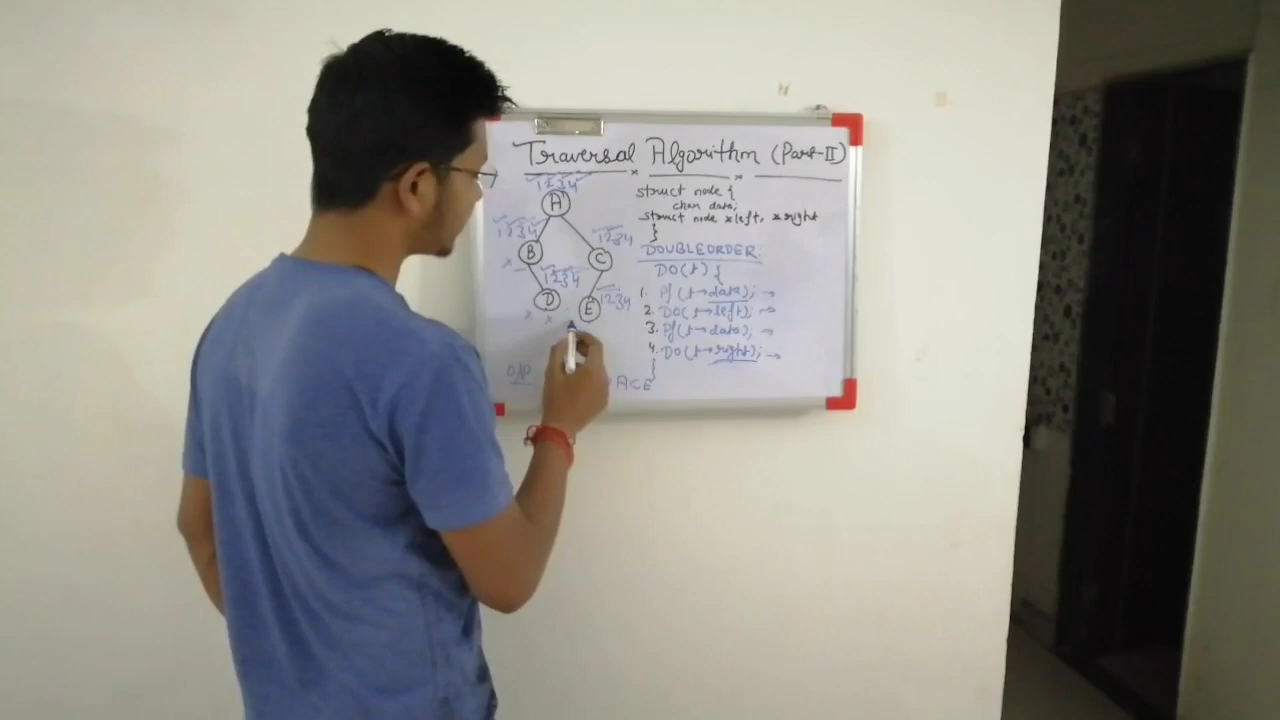 Traversal Algorithm (Part-II)
1234
A
struct node {
char data;
struct node *left, *right
}
1234
B
1234
C
DOUBLEORDER:
DO(t) {
1234
D
1234
E
1. Pf (t→data); →
2. DO(t→left); →
3. Pf(t→data); →
4. DO(t→right); →
}
O/P
ACE